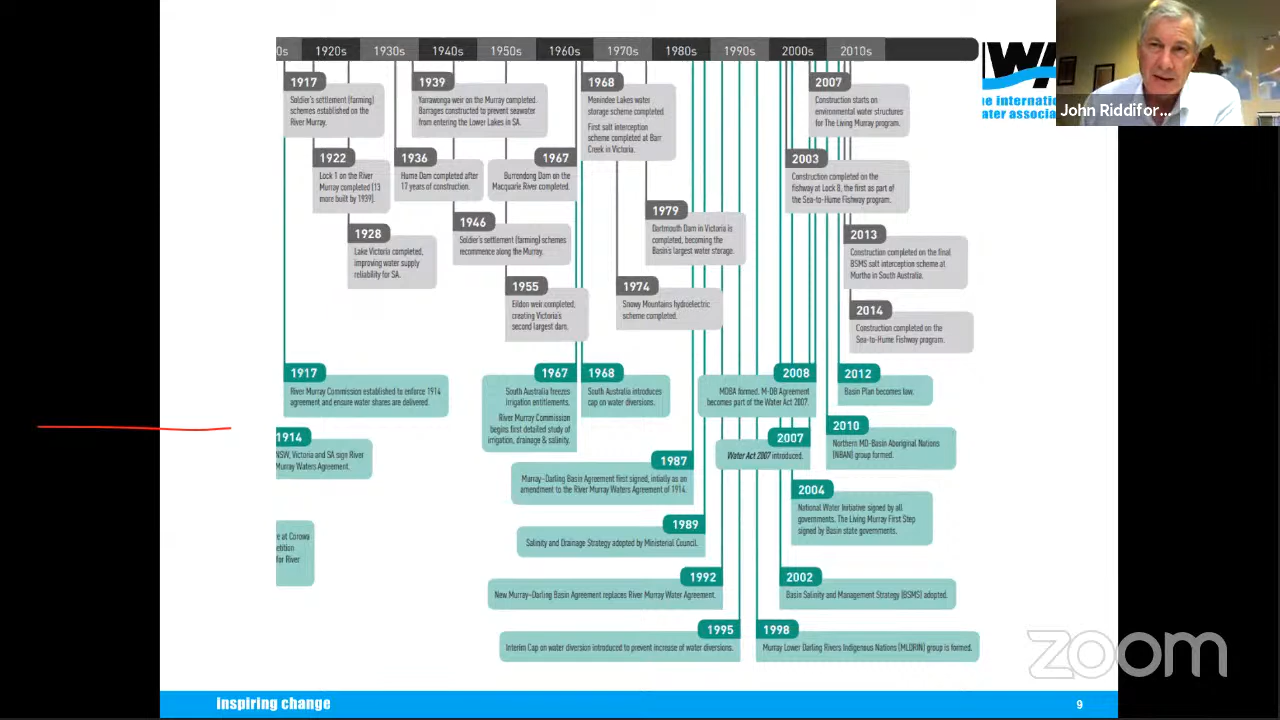 0s 1920s 1930s 1940s 1950s 1960s 1970s 1980s 1990s 2000s 2010s
1917
Soldier's settlement (farming)
schemes established on the
River Murray.
1939
Yarrawonga weir on the Murray completed.
Barrages constructed to prevent seawater
from entering the Lower Lakes in SA.
1968
Menindee Lakes water
storage scheme completed.
First salt interception
scheme completed at Barr
Creek in Victoria.
2007
Construction starts on
environmental water structures
for The Living Murray program.
1922
Lock 1 on the River
Murray completed (13
more built by 1939).
1936
Hume Dam completed after
17 years of construction.
1967
Burrendong Dam on the
Macquarie River completed.
2003
Construction completed on the
fishway at Lock 8, the first as part of
the Sea-to-Hume Fishway program.
1928
Lake Victoria completed,
improving water supply
reliability for SA.
1946
Soldier's settlement (farming) schemes
recommence along the Murray.
1979
Dartmouth Dam in Victoria is
completed, becoming the
Basin's largest water storage.
2013
Construction completed on the final
BSMS salt interception scheme at
Murtho in South Australia.
1955
Eildon weir completed,
creating Victoria's
second largest dam.
1974
Snowy Mountains hydroelectric
scheme completed.
2014
Construction completed on the
Sea-to-Hume Fishway program.
1917
River Murray Commission established to enforce 1914
agreement and ensure water shares are delivered.
1967
South Australia freezes
irrigation entitlements.
River Murray Commission
begins first detailed study of
irrigation, drainage & salinity.
1968
South Australia introduces
cap on water diversions.
2008
MDBA formed. M-DB Agreement
becomes part of the Water Act 2007.
2012
Basin Plan becomes law.
1914
NSW, Victoria and SA sign River
Murray Waters Agreement.
2007
Water Act 2007 introduced.
2010
Northern MD-Basin Aboriginal Nations
(NBAN) group formed.
1987
Murray–Darling Basin Agreement first signed, initially as an
amendment to the River Murray Waters Agreement of 1914.
2004
National Water Initiative signed by all
governments. The Living Murray First Step
signed by Basin state governments.
e at Corowa
etition
for River
1989
Salinity and Drainage Strategy adopted by Ministerial Council.
1992
New Murray–Darling Basin Agreement replaces River Murray Water Agreement.
2002
Basin Salinity and Management Strategy (BSMS) adopted.
1995
Interim Cap on water diversion introduced to prevent increase of water diversions.
1998
Murray Lower Darling Rivers Indigenous Nations (MLDRIN) group is formed.
IWA
he internati
ater associa
John Riddifor...
zoom
inspiring change
9